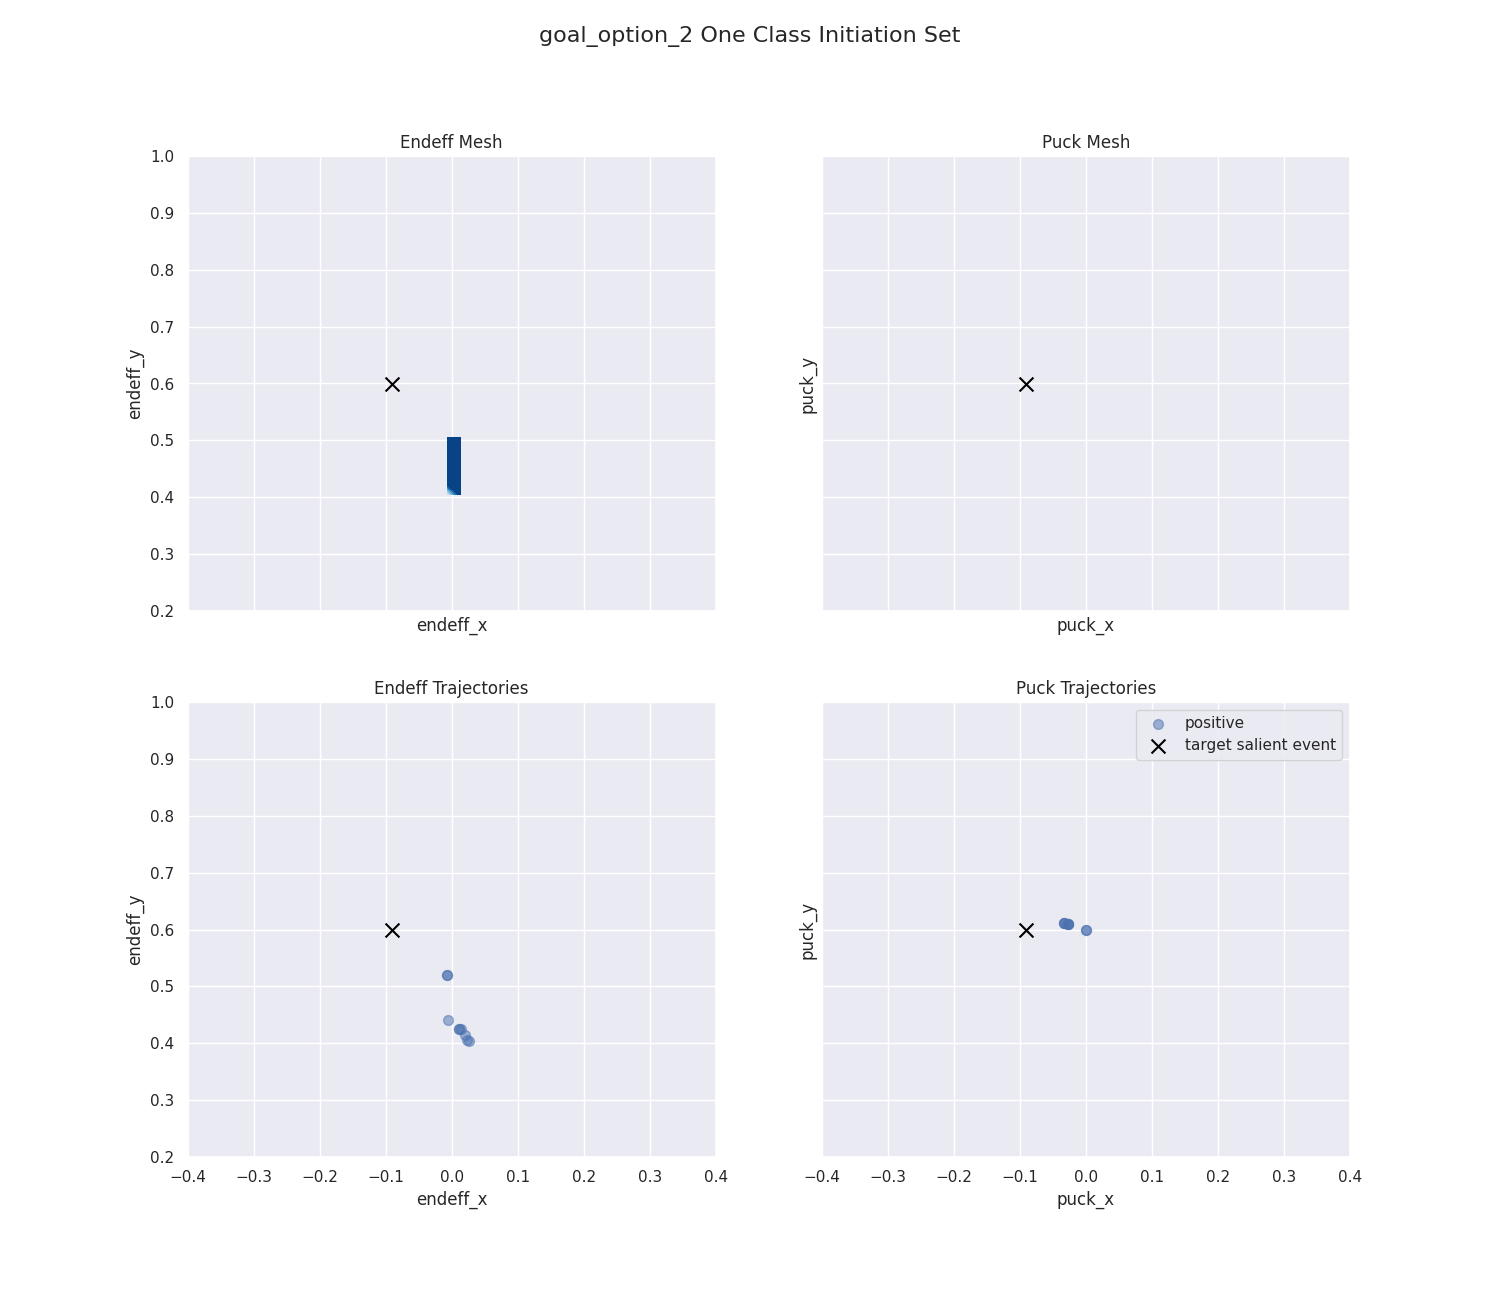 goal_option_2 One Class Initiation Set
Endeff Mesh
1.0
0.9
0.8
0.7
0.6
0.5
0.4
0.3
0.2
endeff_y
endeff_x
Puck Mesh
puck_y
puck_x
Endeff Trajectories
1.0
0.9
0.8
0.7
0.6
0.5
0.4
0.3
0.2
endeff_y
−0.4 −0.3 −0.2 −0.1 0.0 0.1 0.2 0.3 0.4
endeff_x
Puck Trajectories
positive
target salient event
puck_y
−0.4 −0.3 −0.2 −0.1 0.0 0.1 0.2 0.3 0.4
puck_x